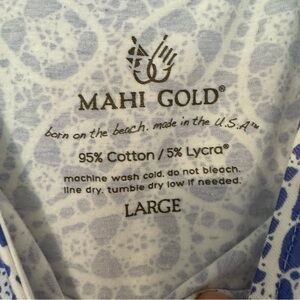 MAHI GOLD®
born on the beach. made in the U.S.A™
95% Cotton / 5% Lycra®
machine wash cold. do not bleach.
line dry. tumble dry low if needed.
LARGE